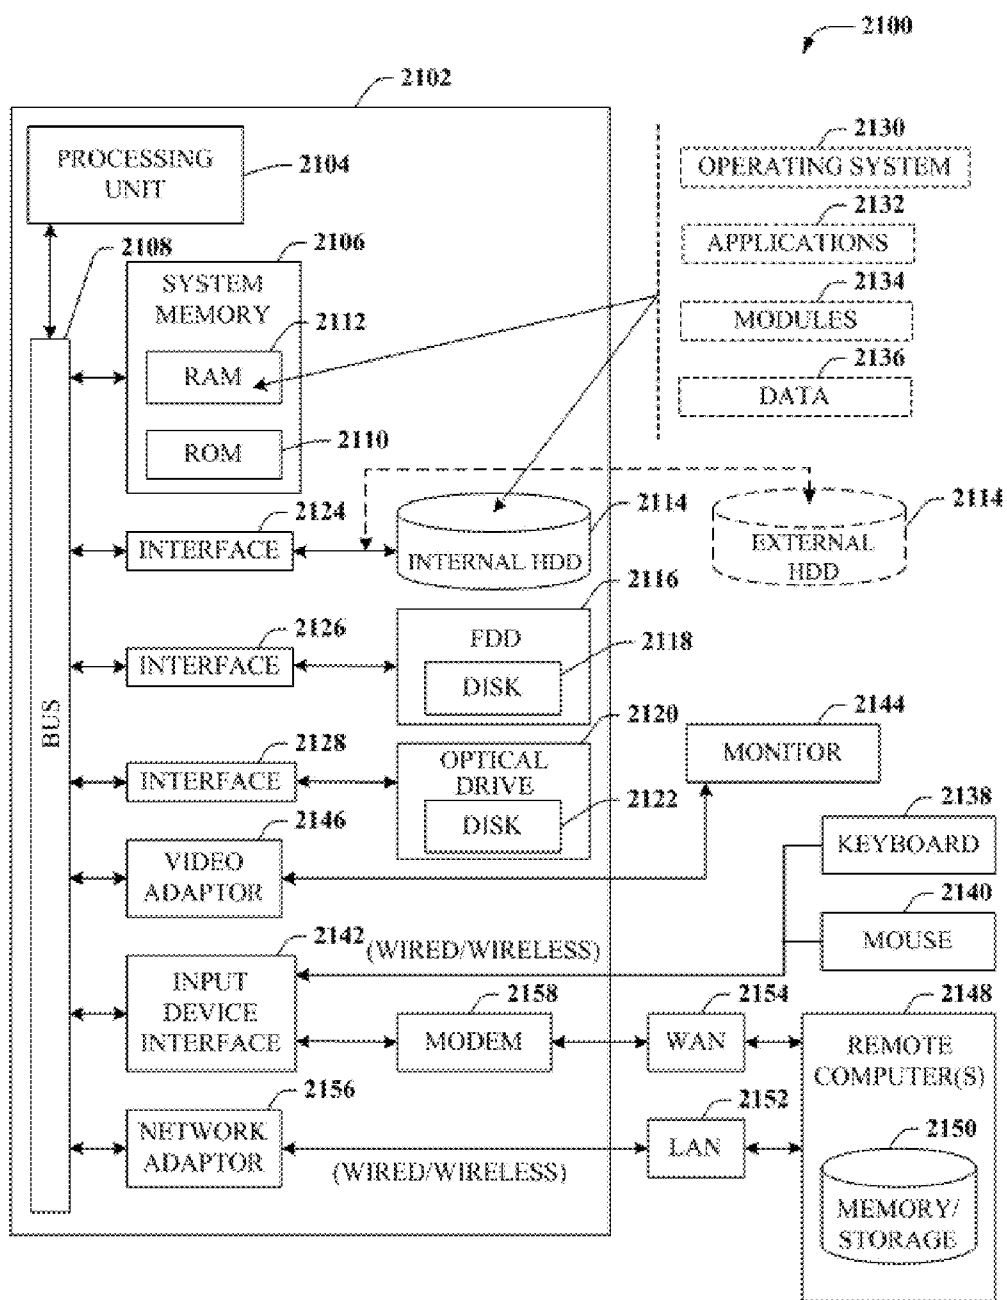 2100
2102
PROCESSING
UNIT
2104
2130
OPERATING SYSTEM
2132
APPLICATIONS
2134
MODULES
2136
DATA
2108
2106
SYSTEM
MEMORY
2112
RAM
2110
ROM
2124
INTERFACE
2114
INTERNAL HDD
2114
EXTERNAL
HDD
2126
INTERFACE
2116
FDD
2118
DISK
BUS
2128
INTERFACE
2120
OPTICAL
DRIVE
2122
DISK
2144
MONITOR
2146
VIDEO
ADAPTOR
2138
KEYBOARD
2140
MOUSE
2142
(WIRED/WIRELESS)
INPUT
DEVICE
INTERFACE
2158
MODEM
2154
WAN
2148
REMOTE
COMPUTER(S)
2156
NETWORK
ADAPTOR
(WIRED/WIRELESS)
2152
LAN
2150
MEMORY/
STORAGE